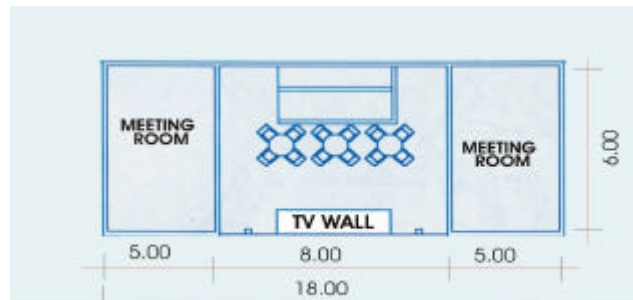 MEETING
ROOM
MEETING
ROOM
6.00
TV WALL
5.00
8.00
5.00
18.00